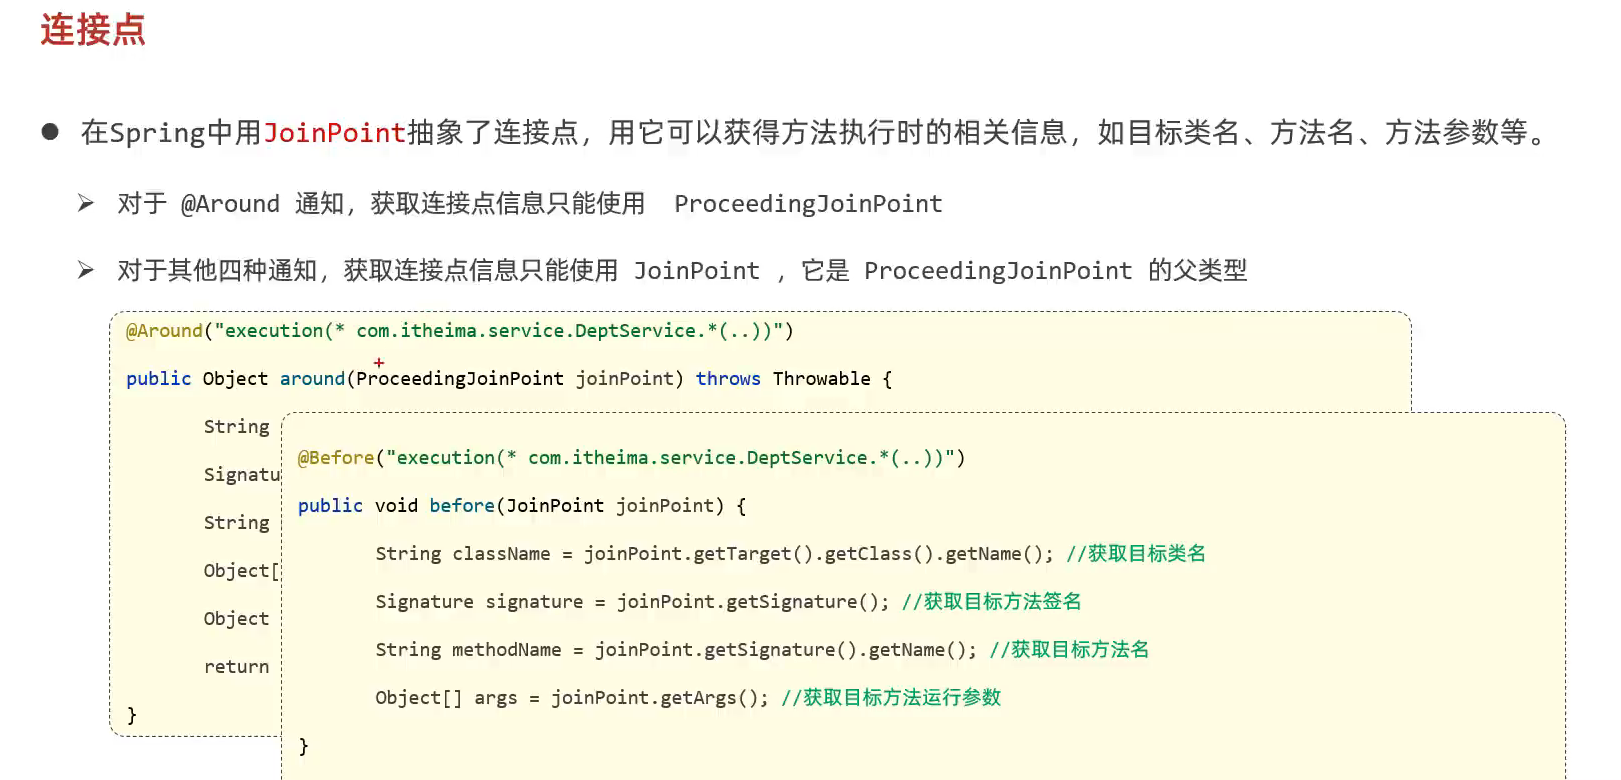 连接点
在Spring中用JoinPoint抽象了连接点，用它可以获得方法执行时的相关信息，如目标类名、方法名、方法参数等。
对于 @Around 通知，获取连接点信息只能使用  ProceedingJoinPoint
对于其他四种通知，获取连接点信息只能使用 JoinPoint ，它是 ProceedingJoinPoint 的父类型
@Around("execution(* com.itheima.service.DeptService.*(..))")
public Object around(ProceedingJoinPoint joinPoint) throws Throwable {
String
Signatu
String
Object[
Object
return
}
@Before("execution(* com.itheima.service.DeptService.*(..))")
public void before(JoinPoint joinPoint) {
String className = joinPoint.getTarget().getClass().getName(); //获取目标类名
Signature signature = joinPoint.getSignature(); //获取目标方法签名
String methodName = joinPoint.getSignature().getName(); //获取目标方法名
Object[] args = joinPoint.getArgs(); //获取目标方法运行参数
}